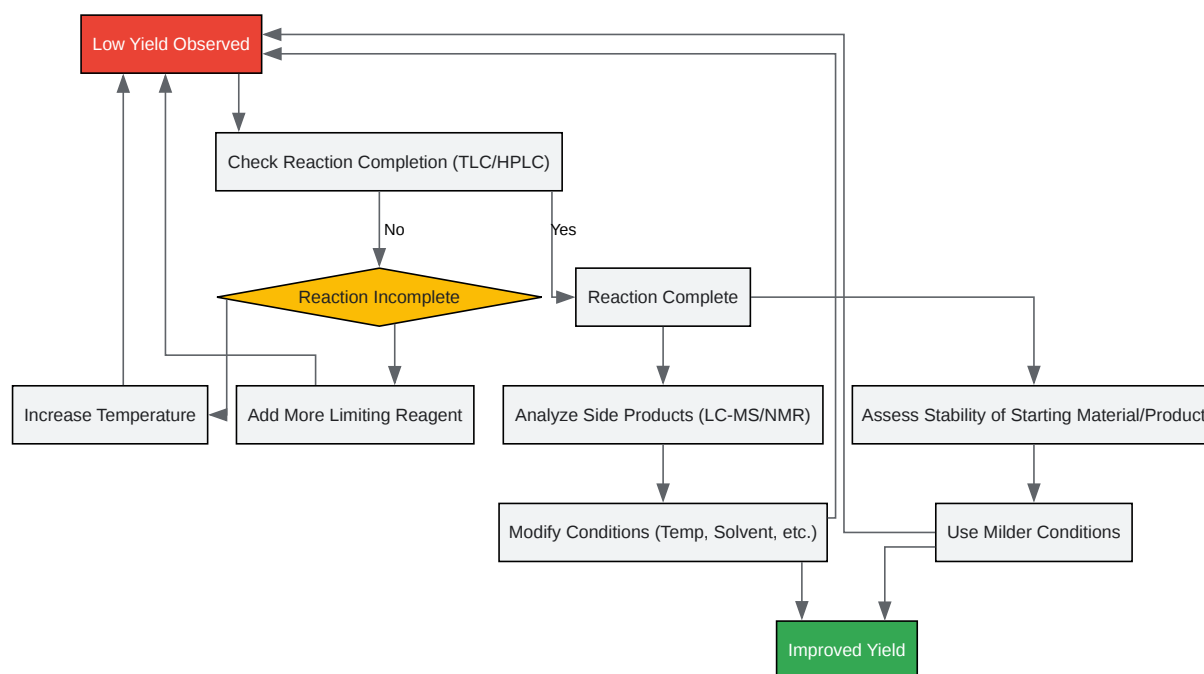 Low Yield Observed
Check Reaction Completion (TLC/HPLC)
No
Yes
Reaction Incomplete
Reaction Complete
Increase Temperature
Add More Limiting Reagent
Analyze Side Products (LC-MS/NMR)
Assess Stability of Starting Material/Product
Modify Conditions (Temp, Solvent, etc.)
Use Milder Conditions
Improved Yield